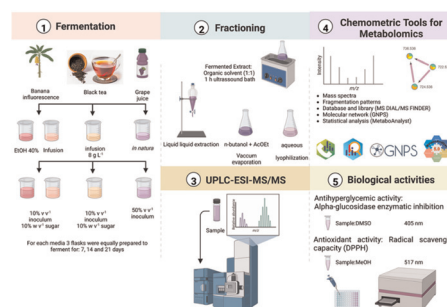 1 Fermentation
Banana
influorescence
Black tea
Grape
juice
EtOH 40%
Infusion
infusion
8 g L⁻¹
in natura
10% v v⁻¹
inoculum
10% w v⁻¹ sugar
10% v v⁻¹
inoculum
10% w v⁻¹ sugar
50% v v⁻¹
inoculum
For each media 3 flasks were equally prepared to
ferment for: 7, 14 and 21 days
2 Fractioning
Fermented Extract:
Organic solvent (1:1)
1 h ultrasound bath
Liquid liquid extraction
n-butanol + AcOEt
aqueous
Vaccum
evaporation
lyophilization
3 UPLC-ESI-MS/MS
Sample
4 Chemometric Tools for
Metabolomics
Intensity
m/z
• Mass spectra
• Fragmentation patterns
• Database and library (MS DIAL/MS FINDER)
• Molecular network (GNPS)
• Statistical analysis (MetaboAnalyst)
GNPS
5 Biological activities
Antihyperglycemic activity:
Alpha-glucosidase enzymatic inhibition
Sample:DMSO
405 nm
Antioxidant activity: Radical scavenger
capacity (DPPH)
Sample:MeOH
517 nm